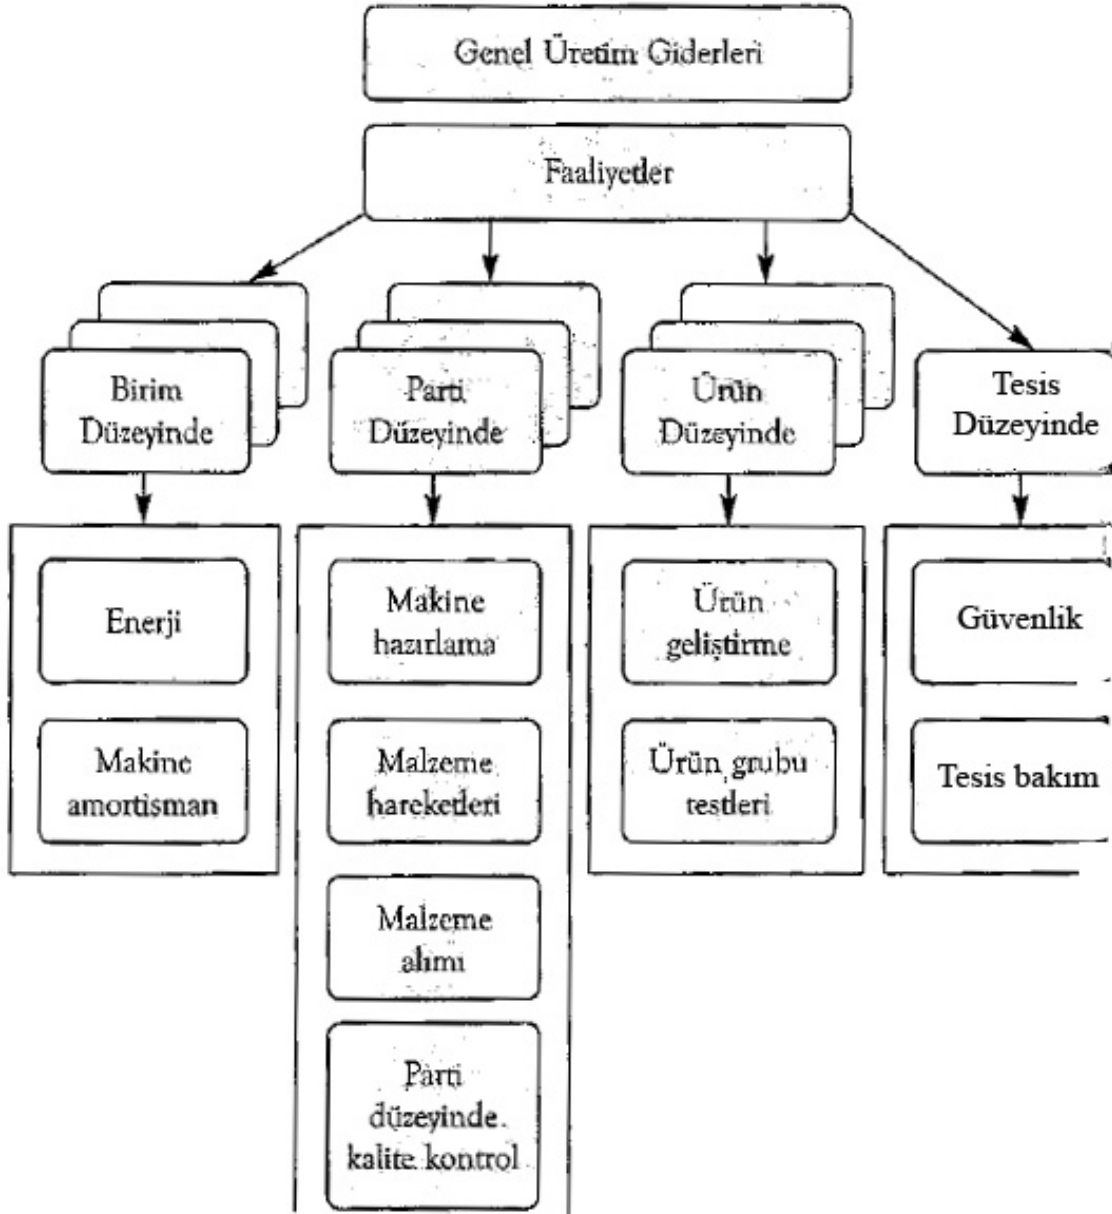 Genel Üretim Giderleri
Faaliyetler
Birim
Düzeyinde
Parti
Düzeyinde
Ürün
Düzeyinde
Tesis
Düzeyinde
Enerji
Makine
amortisman
Makine
hazırlama
Malzeme
hareketleri
Malzeme
alımı
Parti
düzeyinde
kalite kontrol
Ürün
geliştirme
Ürün grubu
testleri
Güvenlik
Tesis bakım